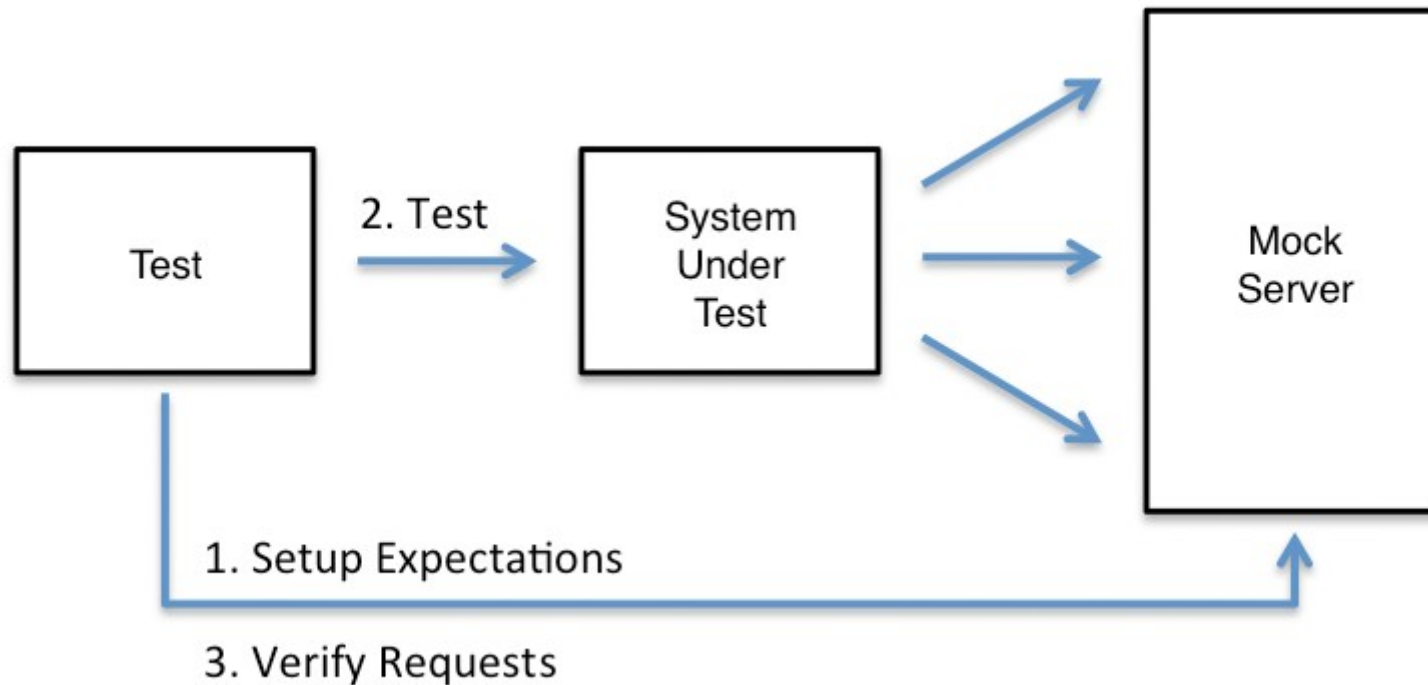 Test
2. Test
System
Under
Test
Mock
Server
1. Setup Expectations
3. Verify Requests